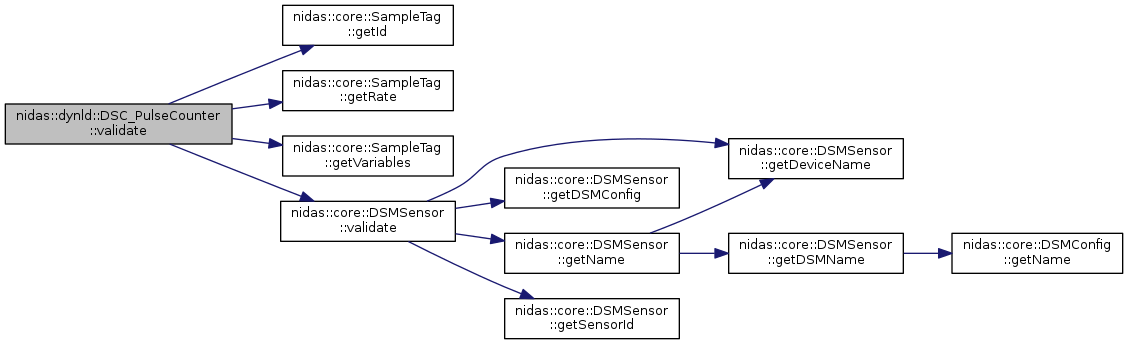 nidas::dynld::DSC_PulseCounter
::validate
nidas::core::SampleTag
::getId
nidas::core::SampleTag
::getRate
nidas::core::SampleTag
::getVariables
nidas::core::DSMSensor
::validate
nidas::core::DSMSensor
::getDSMConfig
nidas::core::DSMSensor
::getName
nidas::core::DSMSensor
::getSensorId
nidas::core::DSMSensor
::getDeviceName
nidas::core::DSMSensor
::getDSMName
nidas::core::DSMConfig
::getName